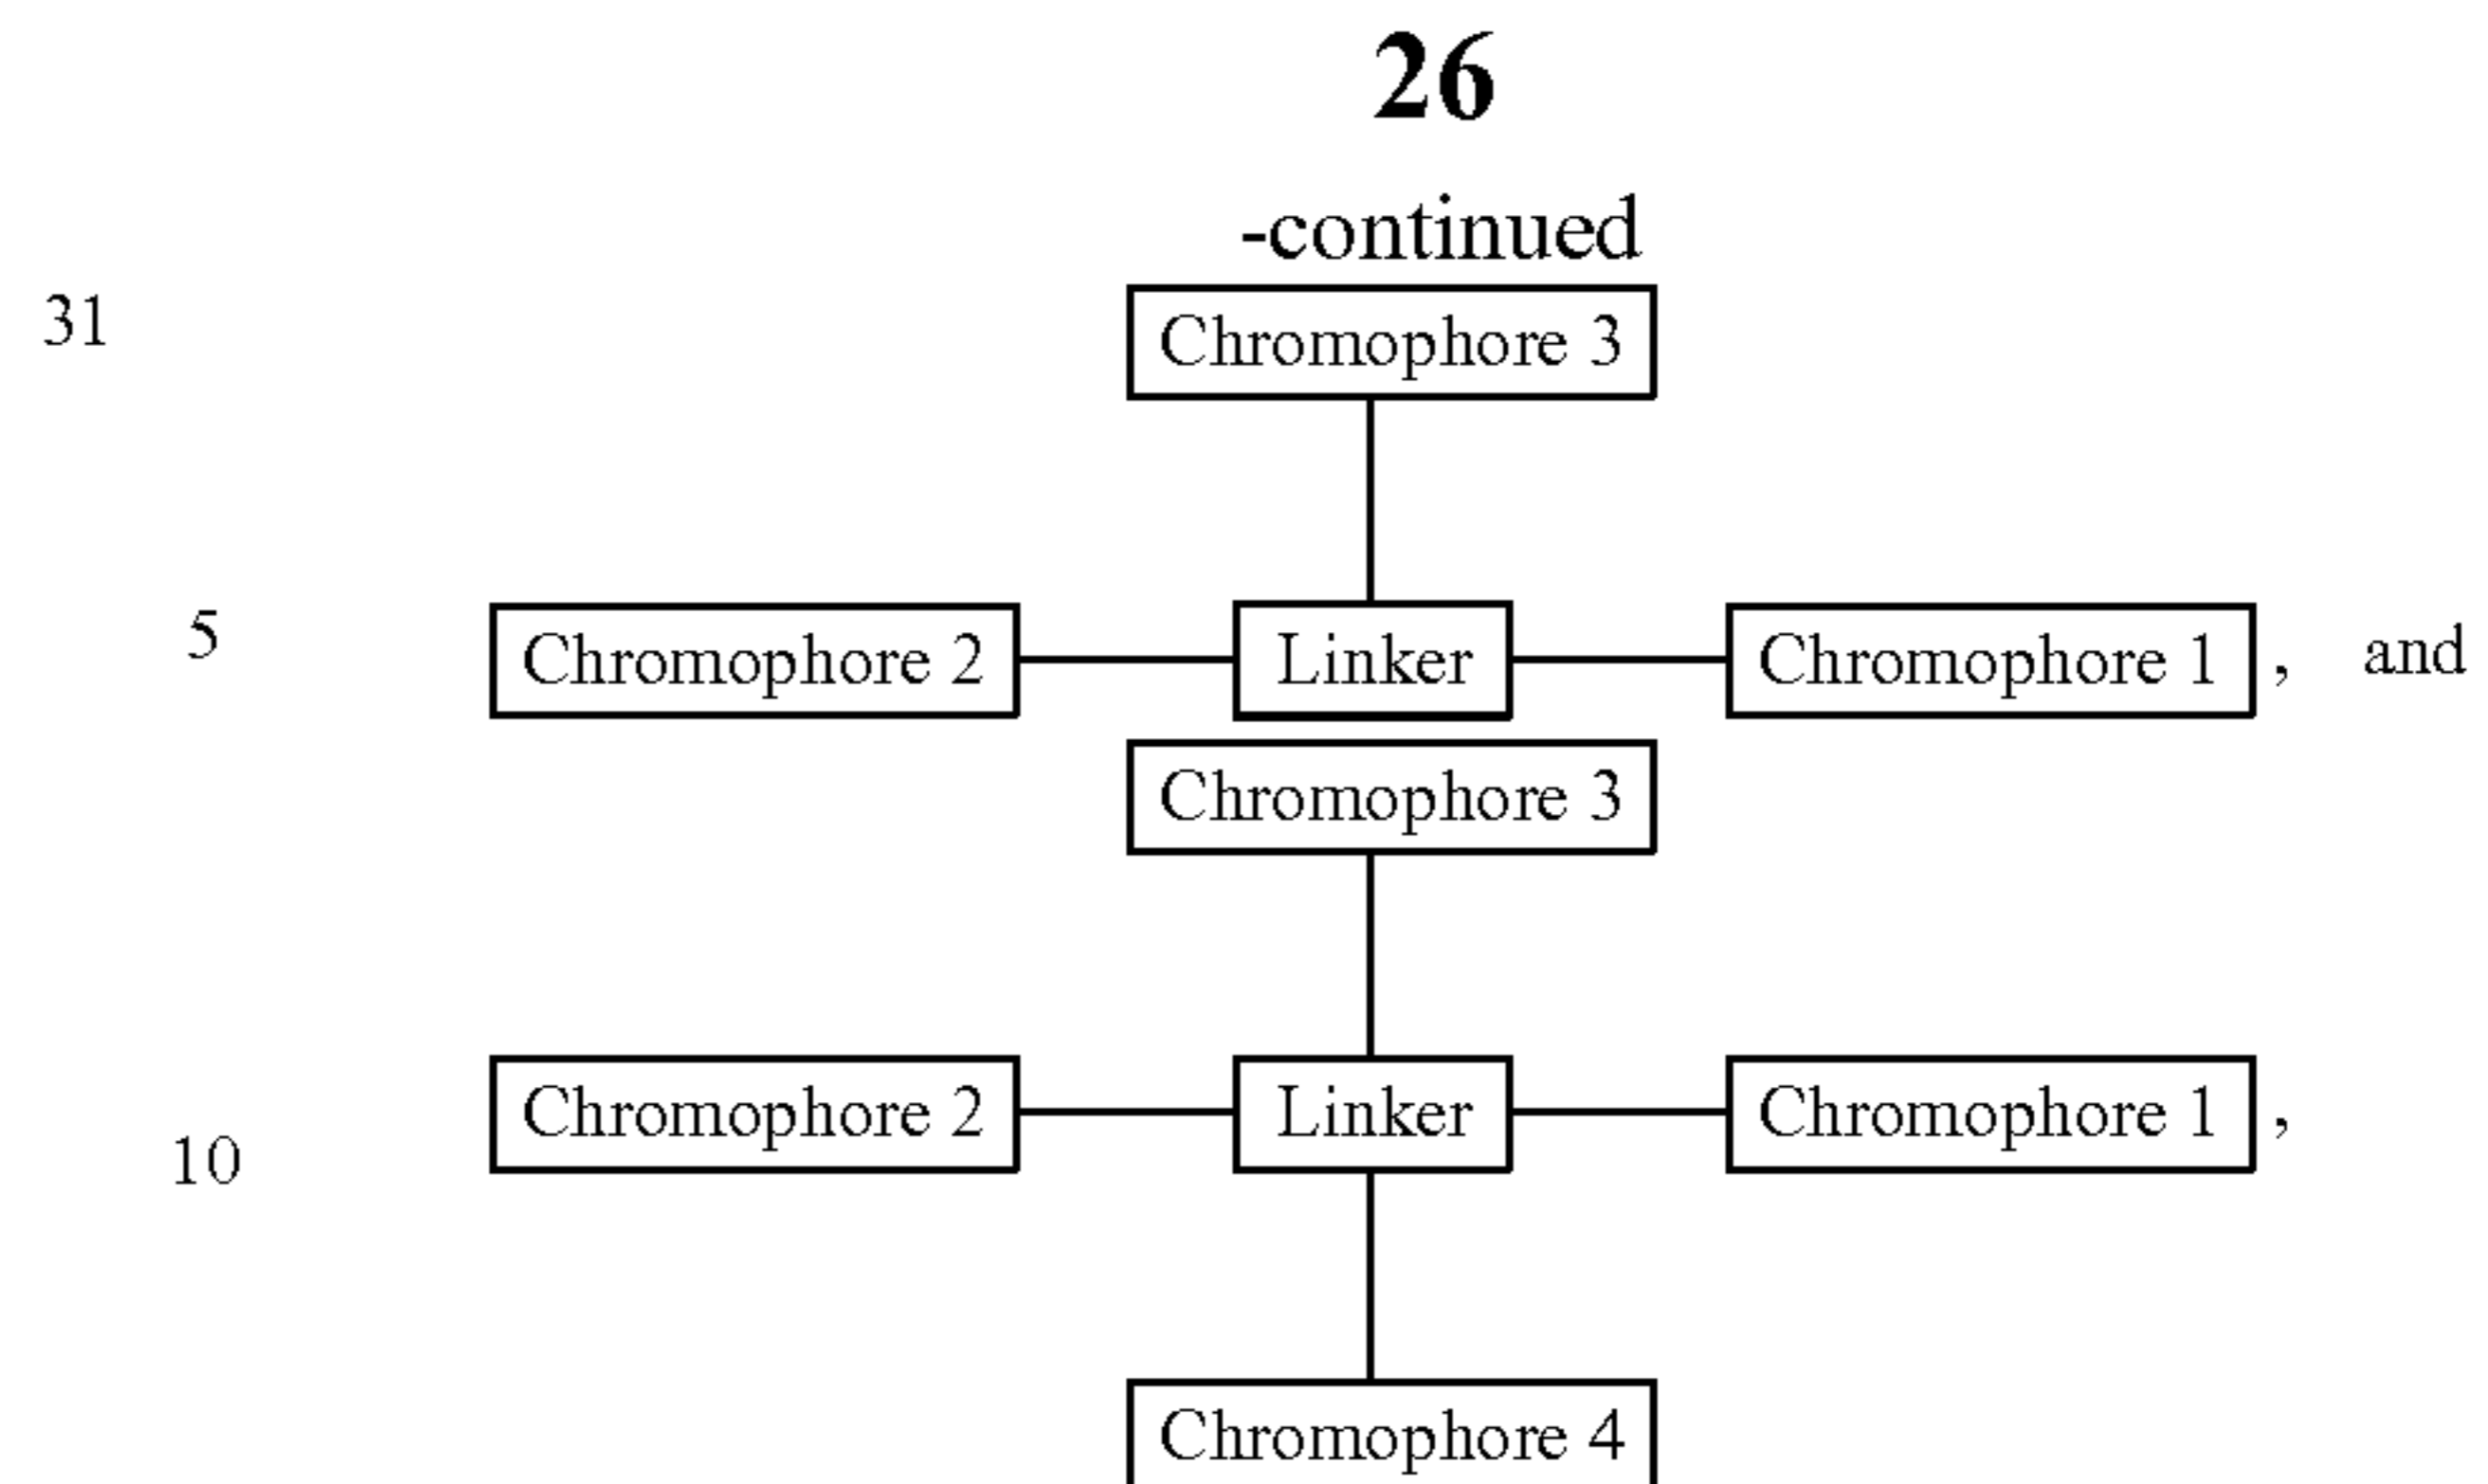 26
-continued
31
Chromophore 3
5 Chromophore 2 Linker Chromophore 1 , and
Chromophore 3
Chromophore 2 Linker Chromophore 1 ,
10
Chromophore 4